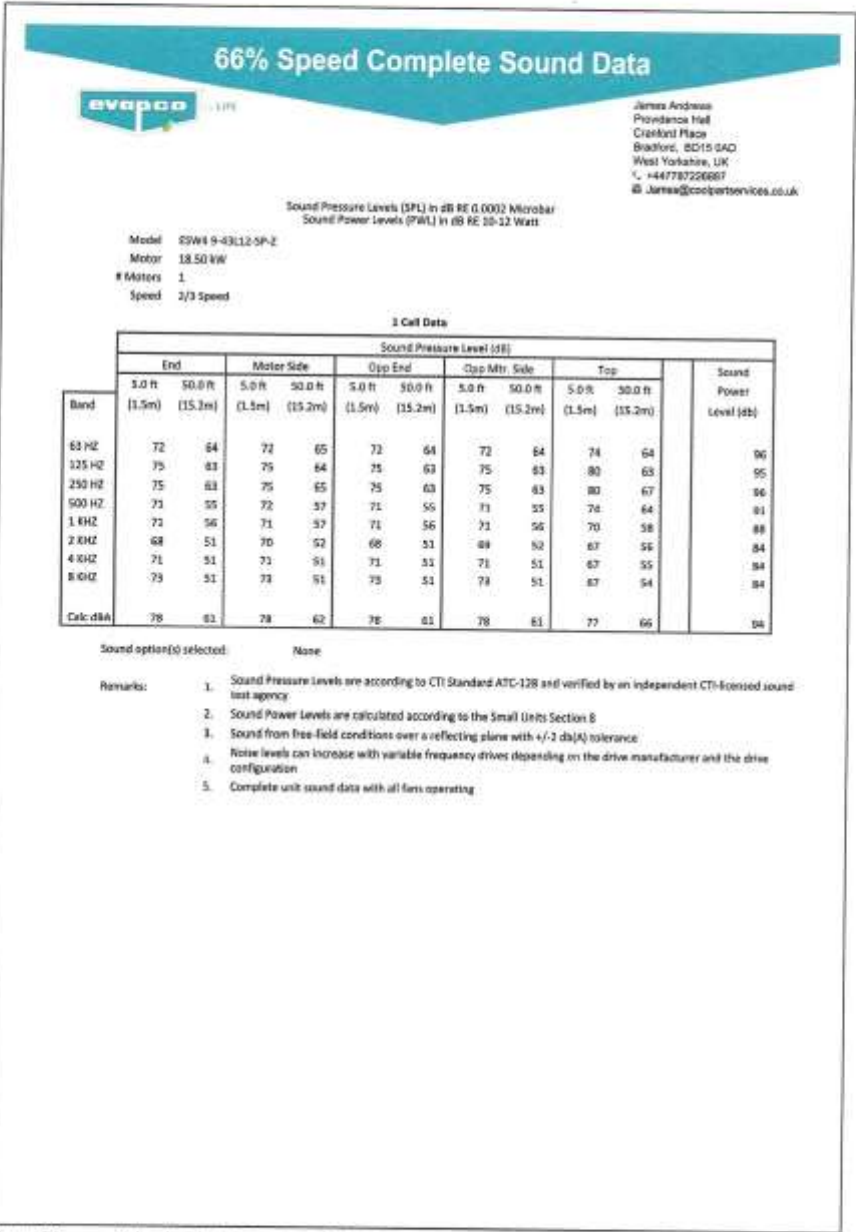 66% Speed Complete Sound Data
evapco
LIFE
James Andrews
Providence Hall
Cranford Place
Bradford, BD15 0AD
West Yorkshire, UK
James@coolpartservices.co.uk
Sound Pressure Levels (SPL) in dB RE 0.0002 Microbar
Sound Power Levels (PWL) in dB RE 10-12 Watt
Model ESW4 9-43L12-SP-Z
Motor 18.50 kW
# Motors 1
Speed 2/3 Speed
1 Cell Data
Sound Pressure Level (dB)
End Motor Side Opp End Opp Mtr. Side Top Sound
5.0 ft 50.0 ft 5.0 ft 50.0 ft 5.0 ft 50.0 ft 5.0 ft 50.0 ft 5.0 ft 50.0 ft Power
Band (1.5m) (15.2m) (1.5m) (15.2m) (1.5m) (15.2m) (1.5m) (15.2m) (1.5m) (15.2m) Level (db)
63 HZ 72 64 72 65 72 64 72 64 74 64 96
125 HZ 75 63 75 64 75 63 75 63 80 63 95
250 HZ 75 63 75 65 75 63 75 63 80 67 96
500 HZ 71 55 72 57 71 55 71 55 74 64 91
1 KHZ 71 56 71 57 71 56 71 56 70 58 88
2 KHZ 68 51 70 52 68 51 69 52 67 56 84
4 KHZ 71 51 71 51 71 51 71 51 67 55 84
8 KHZ 73 51 73 51 73 51 73 51 67 54 84
Calc dBA 78 61 78 62 78 61 78 61 77 66 94
Sound option(s) selected: None
Remarks: 1. Sound Pressure Levels are according to CTI Standard ATC-128 and verified by an independent CTI-licensed sound
test agency
2. Sound Power Levels are calculated according to the Small Units Section 8
3. Sound from free-field conditions over a reflecting plane with +/-2 db(A) tolerance
4. Noise levels can increase with variable frequency drives depending on the drive manufacturer and the drive
configuration
5. Complete unit sound data with all fans operating